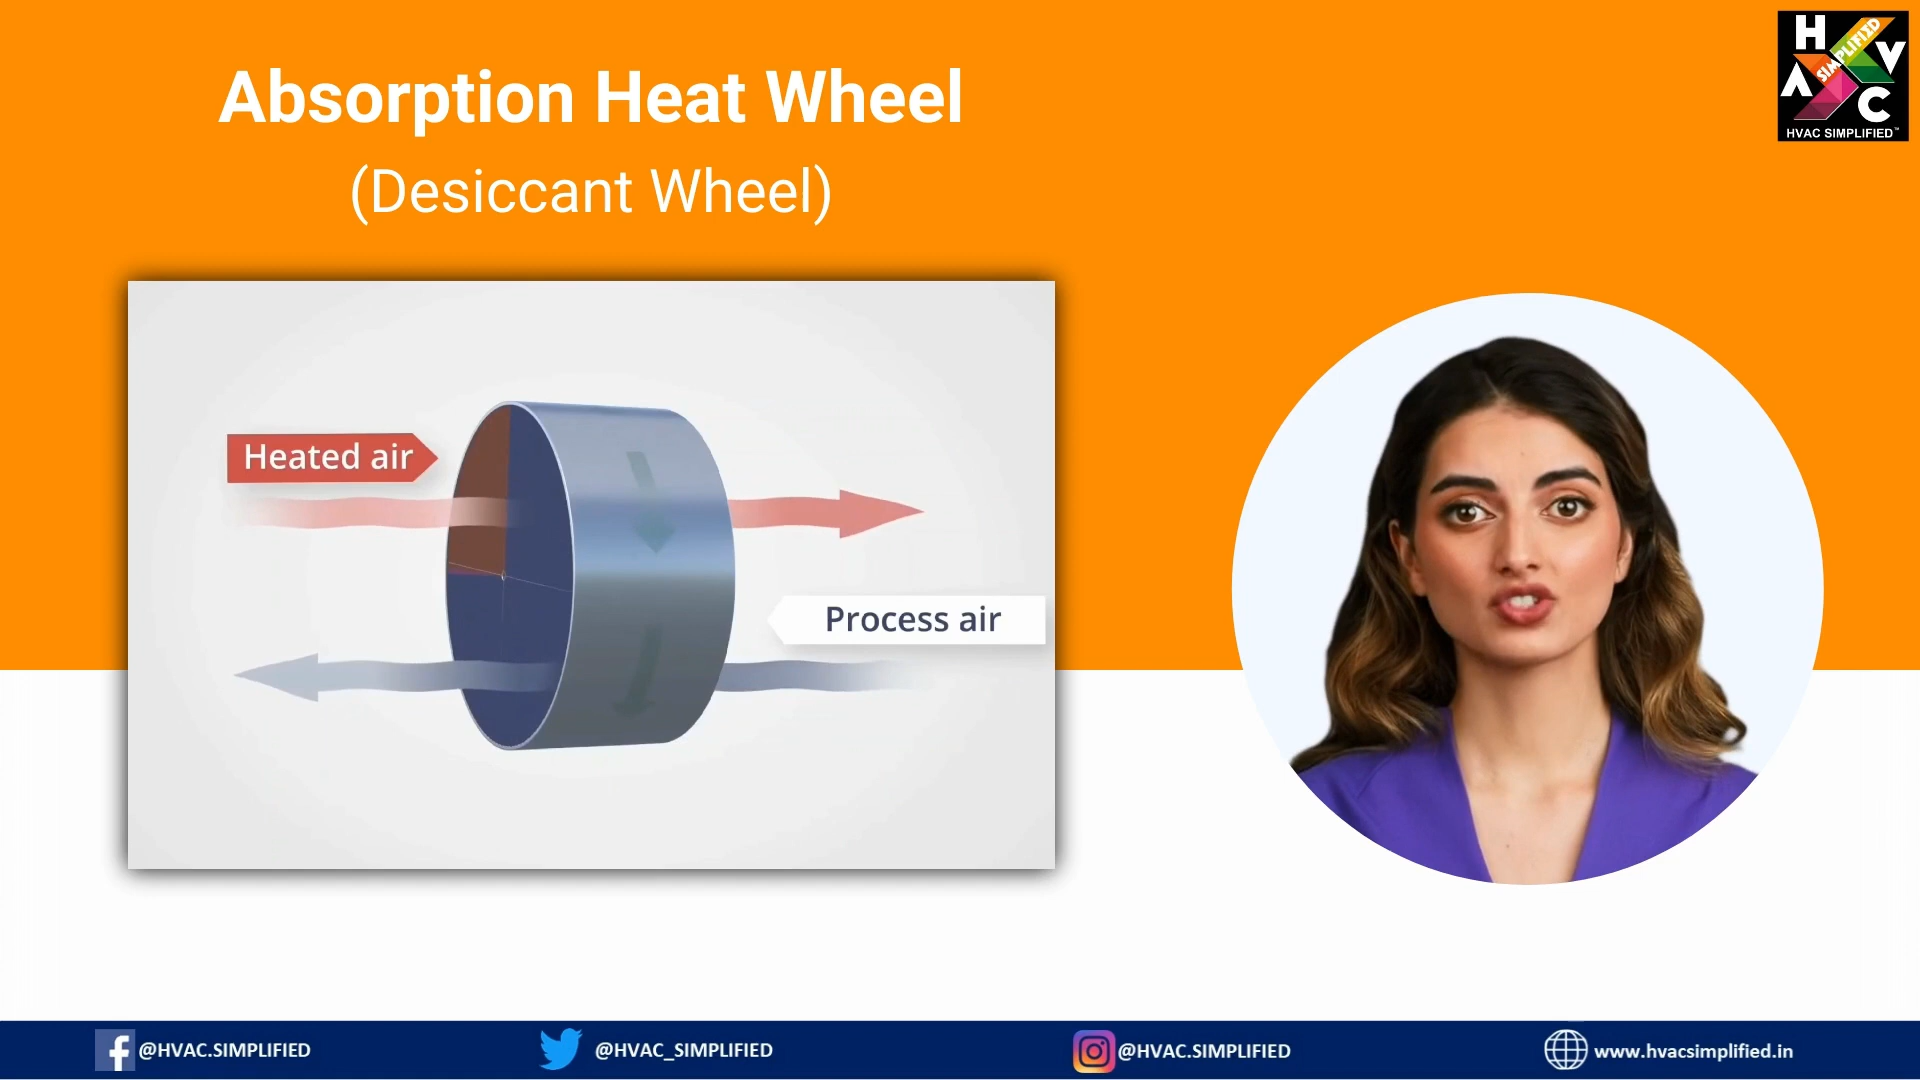 Absorption Heat Wheel
(Desiccant Wheel)
H
SIMPLIFIED
V
A
C
HVAC SIMPLIFIED™
Heated air
Process air
@HVAC.SIMPLIFIED
@HVAC_SIMPLIFIED
@HVAC.SIMPLIFIED
www.hvacsimplified.in